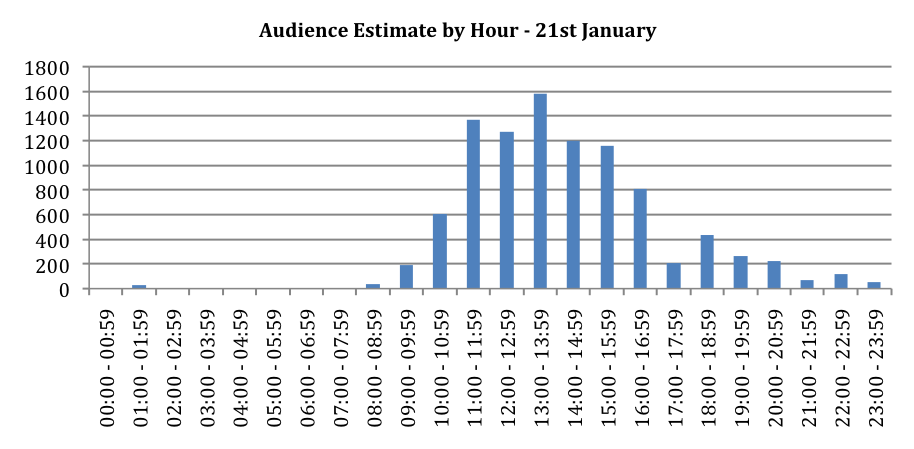 Audience Estimate by Hour - 21st January
1800
1600
1400
1200
1000
800
600
400
200
0
00:00 - 00:59
01:00 - 01:59
02:00 - 02:59
03:00 - 03:59
04:00 - 04:59
05:00 - 05:59
06:00 - 06:59
07:00 - 07:59
08:00 - 08:59
09:00 - 09:59
10:00 - 10:59
11:00 - 11:59
12:00 - 12:59
13:00 - 13:59
14:00 - 14:59
15:00 - 15:59
16:00 - 16:59
17:00 - 17:59
18:00 - 18:59
19:00 - 19:59
20:00 - 20:59
21:00 - 21:59
22:00 - 22:59
23:00 - 23:59